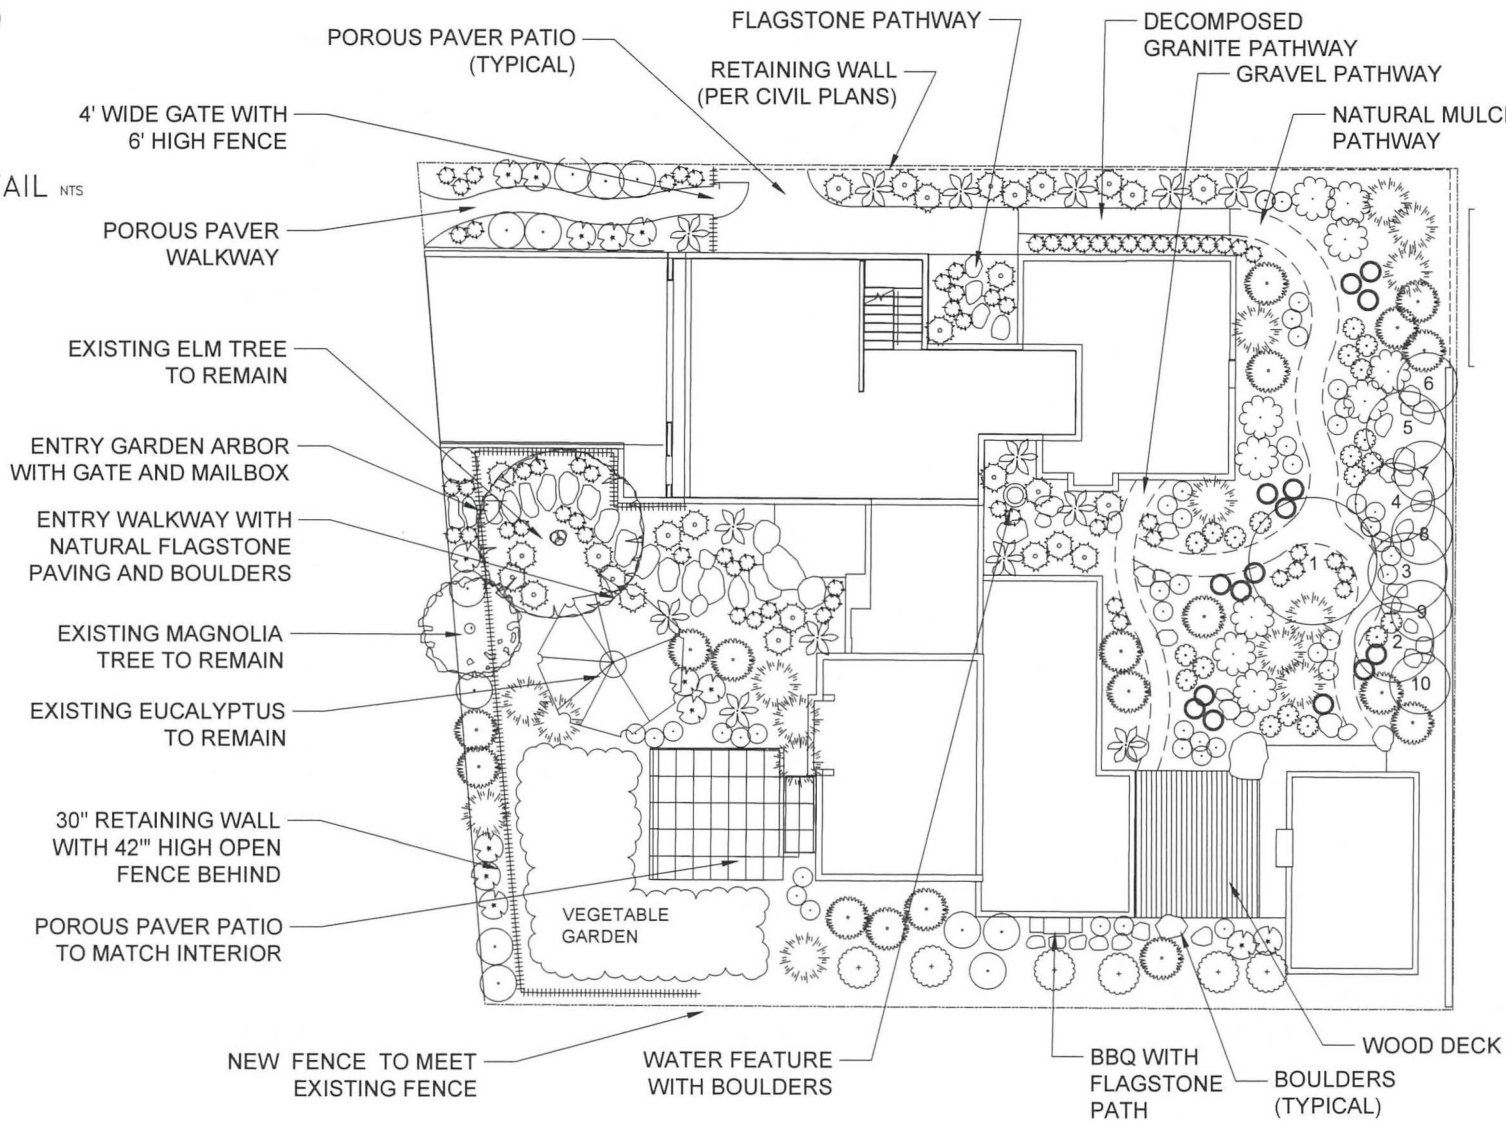 FLAGSTONE PATHWAY
DECOMPOSED
GRANITE PATHWAY
POROUS PAVER PATIO
(TYPICAL)
RETAINING WALL
(PER CIVIL PLANS)
GRAVEL PATHWAY
4' WIDE GATE WITH
6' HIGH FENCE
NATURAL MULC
PATHWAY
AIL NTS
POROUS PAVER
WALKWAY
EXISTING ELM TREE
TO REMAIN
ENTRY GARDEN ARBOR
WITH GATE AND MAILBOX
ENTRY WALKWAY WITH
NATURAL FLAGSTONE
PAVING AND BOULDERS
EXISTING MAGNOLIA
TREE TO REMAIN
EXISTING EUCALYPTUS
TO REMAIN
30" RETAINING WALL
WITH 42'" HIGH OPEN
FENCE BEHIND
POROUS PAVER PATIO
TO MATCH INTERIOR
6
5
7
4
8
1
3
9
2
10
VEGETABLE
GARDEN
NEW FENCE TO MEET
EXISTING FENCE
WATER FEATURE
WITH BOULDERS
BBQ WITH
FLAGSTONE
PATH
BOULDERS
(TYPICAL)
WOOD DECK